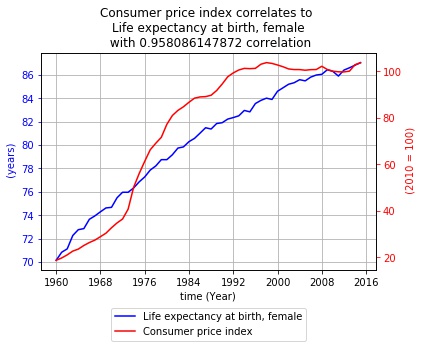 Consumer price index correlates to
Life expectancy at birth, female
with 0.958086147872 correlation
86
84
82
80
78
76
74
72
70
(years)
100
80
60
40
20
(2010 = 100)
1960 1968 1976 1984 1992 2000 2008 2016
time (Year)
Life expectancy at birth, female
Consumer price index